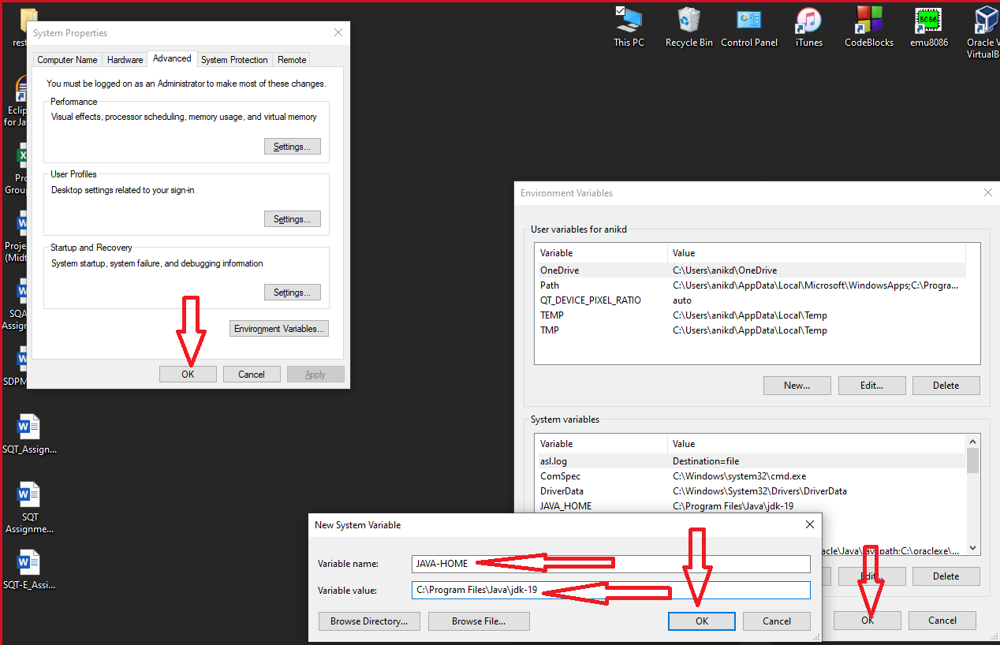 This PC
Recycle Bin
Control Panel
iTunes
CodeBlocks
8086
emu8086
Oracle V
VirtualB
rest
Eclip
for Ja
X
Pro
Group
W
Proje
(Midt
W
SQA
Assign
W
SDPM
W
SQT_Assign...
W
SQT
Assignme...
W
SQT-E_Assi...
System Properties
Computer Name
Hardware
Advanced
System Protection
Remote
You must be logged on as an Administrator to make most of these changes.
Performance
Visual effects, processor scheduling, memory usage, and virtual memory
Settings...
User Profiles
Desktop settings related to your sign-in
Settings...
Startup and Recovery
System startup, system failure, and debugging information
Settings...
Environment Variables...
OK
Cancel
Apply
Environment Variables
User variables for anikd
Variable Value
OneDrive C:\Users\anikd\OneDrive
Path C:\Users\anikd\AppData\Local\Microsoft\WindowsApps;C:\Progra...
QT_DEVICE_PIXEL_RATIO auto
TEMP C:\Users\anikd\AppData\Local\Temp
TMP C:\Users\anikd\AppData\Local\Temp
New...
Edit...
Delete
System variables
Variable Value
asl.log Destination=file
ComSpec C:\Windows\system32\cmd.exe
DriverData C:\Windows\System32\Drivers\DriverData
JAVA_HOME C:\Program Files\Java\jdk-19
acle\Java\javapath;C:\oraclexe\...
Edit...
Delete
OK
Cancel
New System Variable
Variable name: JAVA-HOME
Variable value: C:\Program Files\Java\jdk-19
Browse Directory...
Browse File...
OK
Cancel